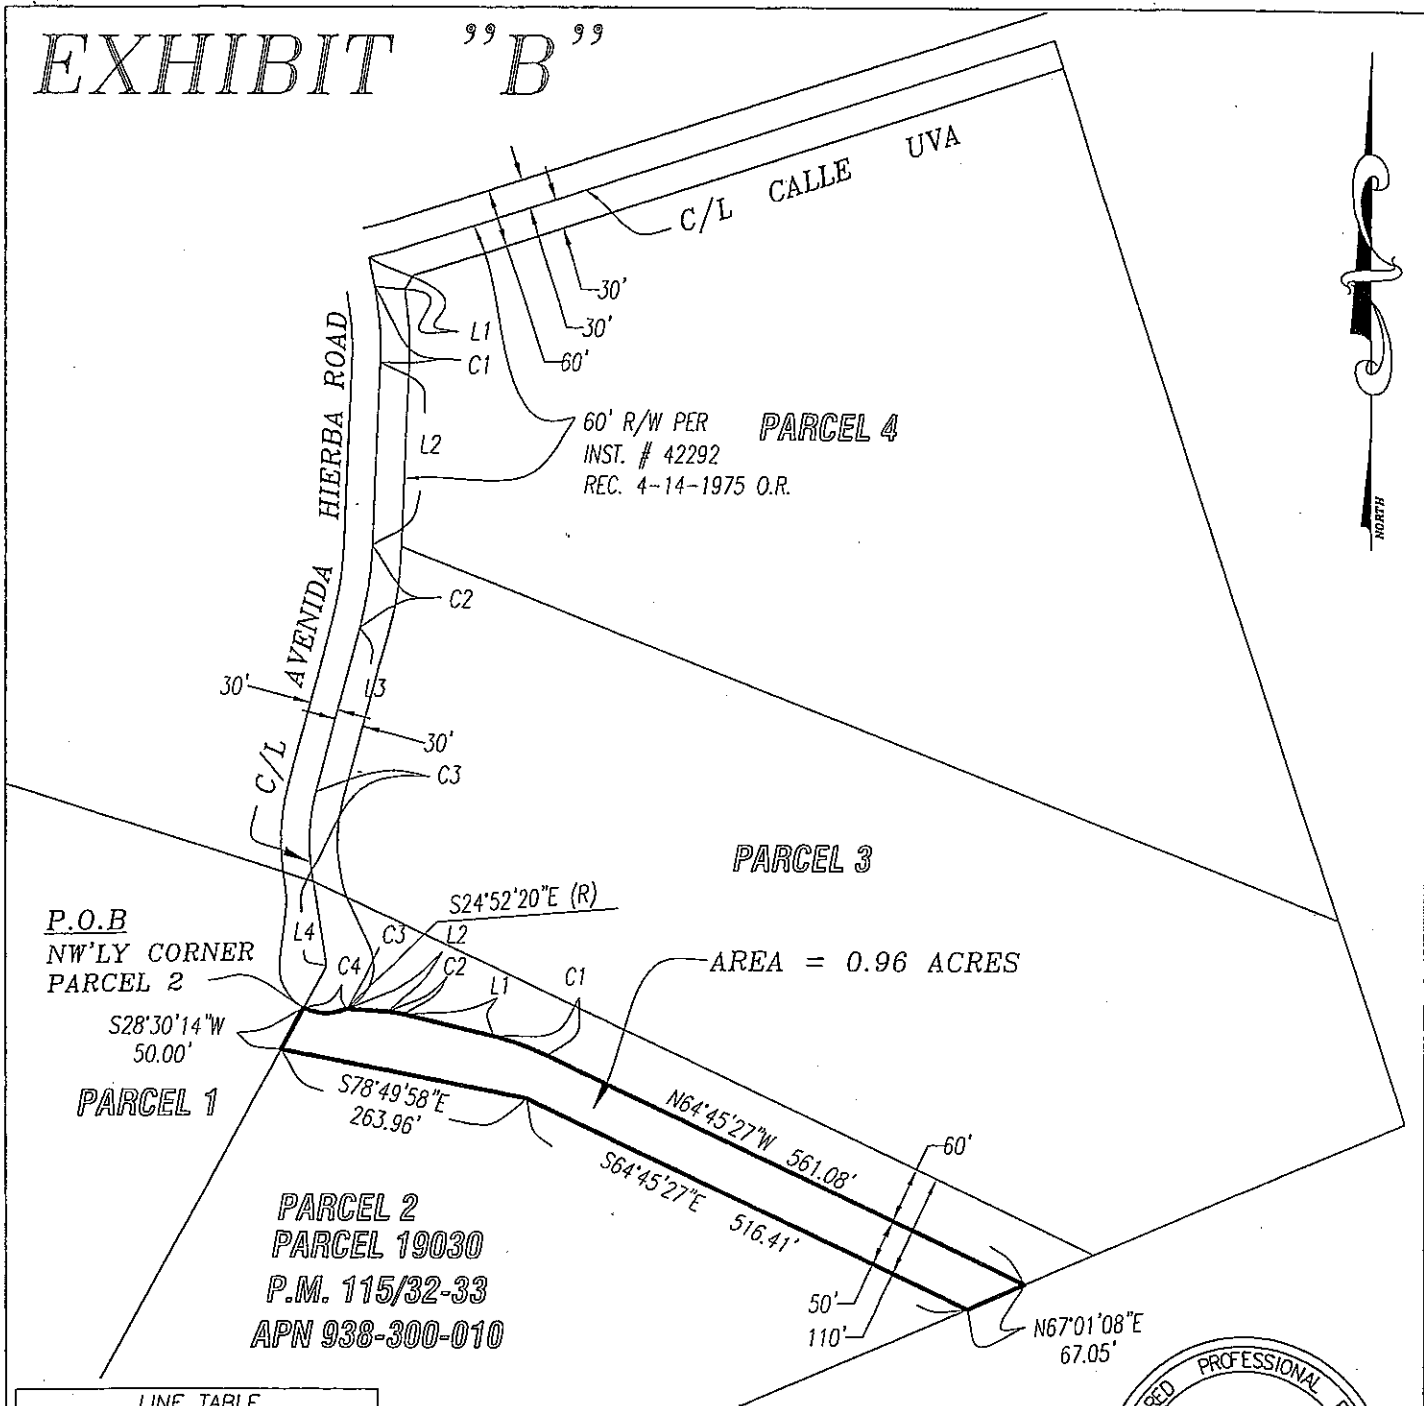 EXHIBIT "B"
C/L CALLE UVA
30'
30'
60'
L1
C1
L2
AVENIDA HIERBA ROAD
60' R/W PER
INST. # 42292
REC. 4-14-1975 O.R.
PARCEL 4
NORTH
C2
L3
30'
30'
C/L
C3
PARCEL 3
S24°52'20"E (R)
P.O.B
NW'LY CORNER
PARCEL 2
L4
C4
C3
L2
C2
L1
C1
AREA = 0.96 ACRES
S28°30'14"W
50.00'
PARCEL 1
S78°49'58"E
263.96'
N64°45'27"W 561.08'
S64°45'27"E 516.41'
60'
50'
110'
N67°01'08"E
67.05'
PARCEL 2
PARCEL 19030
P.M. 115/32-33
APN 938-300-010
LINE TABLE
PROFESSIONAL